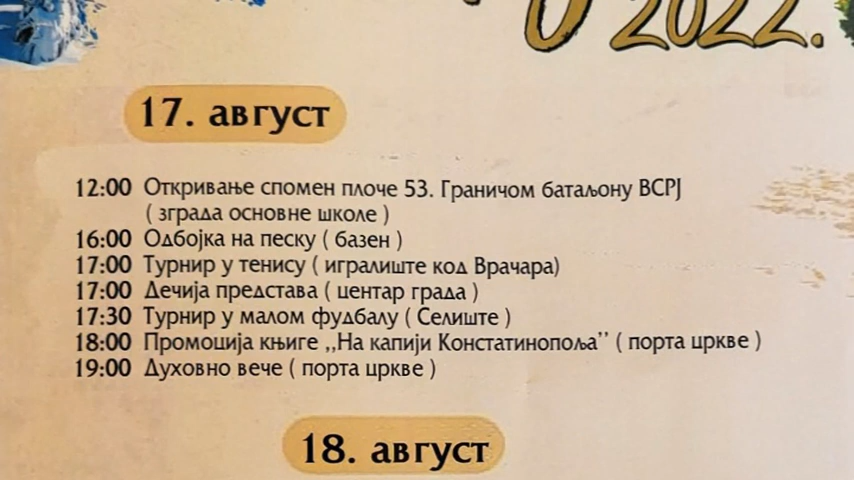 2022.
17. август
12:00 Откривање спомен плоче 53. Граничом батаљону ВСРЈ
( зграда основне школе )
16:00 Одбојка на песку ( базен )
17:00 Турнир у тенису ( игралиште код Врачара)
17:00 Дечија представа ( центар града )
17:30 Турнир у малом фудбалу ( Селиште )
18:00 Промоција књиге ,,На капији Констатинопоља’’ ( порта цркве )
19:00 Духовно вече ( порта цркве )
18. август